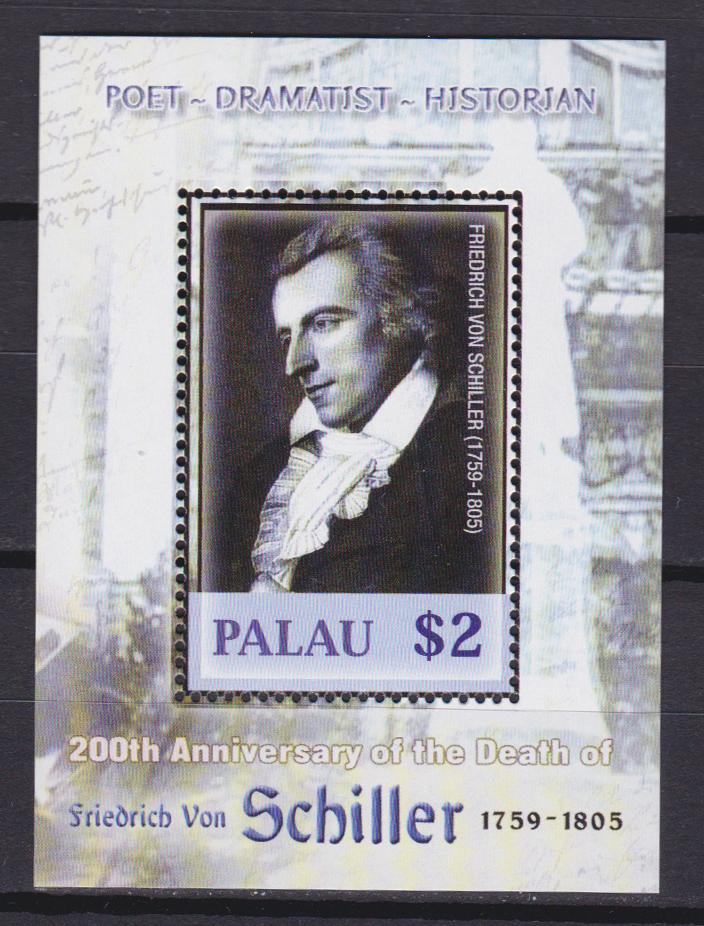 POET ~ DRAMATIST ~ HISTORIAN
FRIEDRICH VON SCHILLER (1759-1805)
PALAU $2
200th Anniversary of the Death of
Friedrich Von Schiller 1759-1805